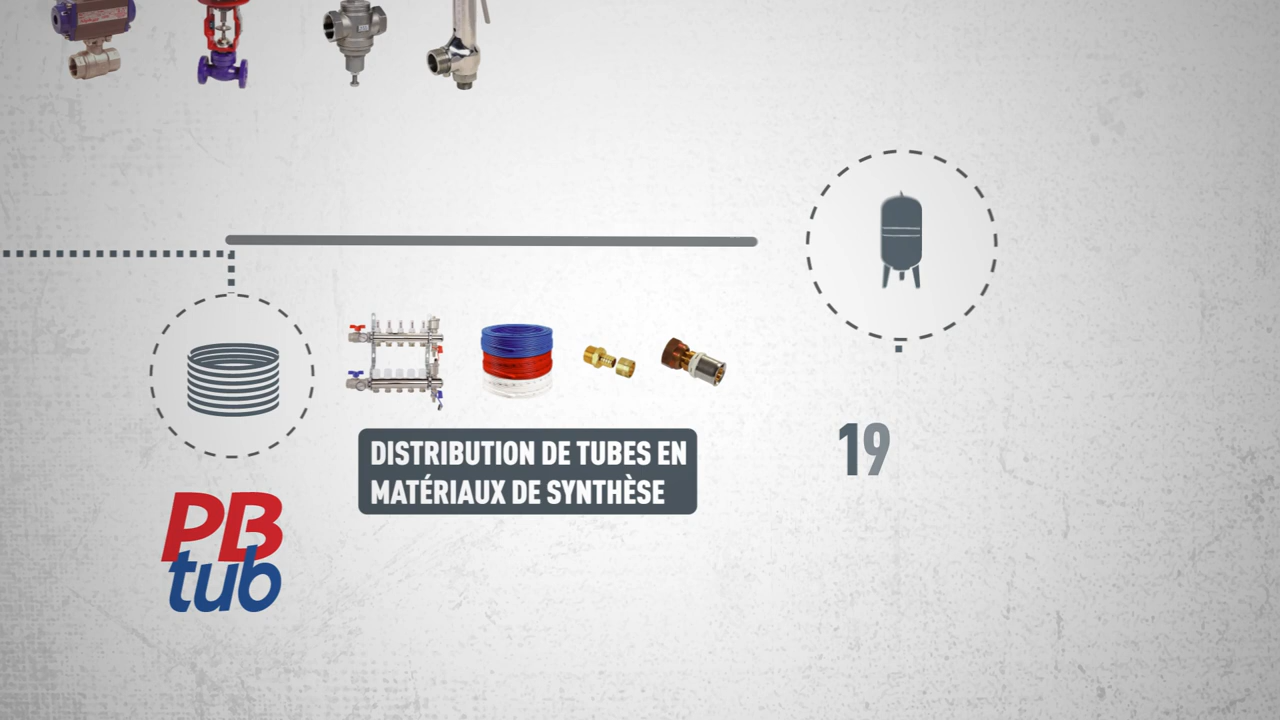 DISTRIBUTION DE TUBES EN
MATÉRIAUX DE SYNTHÈSE
19
PB
tub